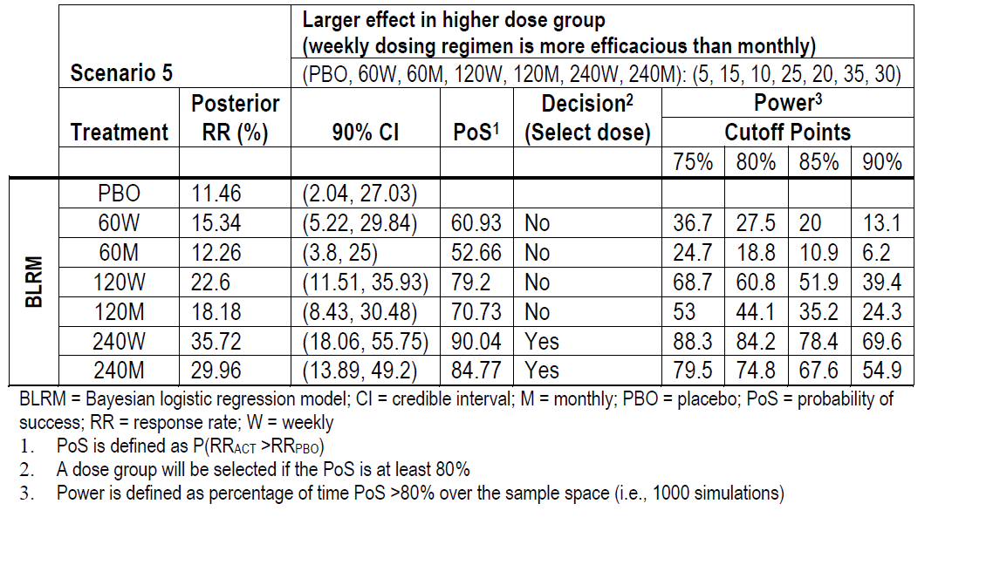 Scenario 5
Larger effect in higher dose group
(weekly dosing regimen is more efficacious than monthly)
(PBO, 60W, 60M, 120W, 120M, 240W, 240M): (5, 15, 10, 25, 20, 35, 30)
Treatment Posterior RR (%) 90% CI PoS1 Decision2 (Select dose) Power3
Cutoff Points
75% 80% 85% 90%
BLRM
PBO 11.46 (2.04, 27.03)
60W 15.34 (5.22, 29.84) 60.93 No 36.7 27.5 20 13.1
60M 12.26 (3.8, 25) 52.66 No 24.7 18.8 10.9 6.2
120W 22.6 (11.51, 35.93) 79.2 No 68.7 60.8 51.9 39.4
120M 18.18 (8.43, 30.48) 70.73 No 53 44.1 35.2 24.3
240W 35.72 (18.06, 55.75) 90.04 Yes 88.3 84.2 78.4 69.6
240M 29.96 (13.89, 49.2) 84.77 Yes 79.5 74.8 67.6 54.9
BLRM = Bayesian logistic regression model; CI = credible interval; M = monthly; PBO = placebo; PoS = probability of
success; RR = response rate; W = weekly
1. PoS is defined as P(RRACT >RRPBO)
2. A dose group will be selected if the PoS is at least 80%
3. Power is defined as percentage of time PoS >80% over the sample space (i.e., 1000 simulations)